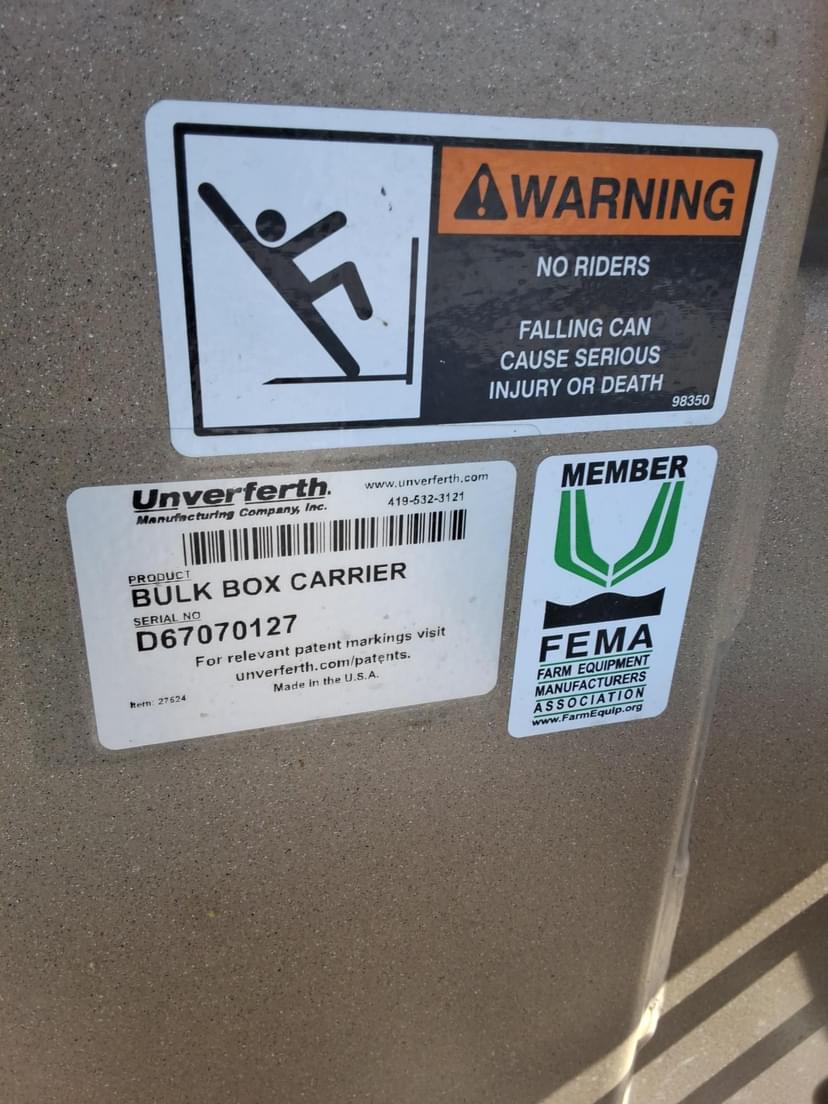 WARNING
NO RIDERS
FALLING CAN
CAUSE SERIOUS
INJURY OR DEATH
98350
Unverferth.
Manufacturing Company, Inc.
www.unverferth.com
419-532-3121
PRODUCT
BULK BOX CARRIER
SERIAL NO
D67070127
For relevant patent markings visit
unverferth.com/patents.
Made in the U.S.A.
Item: 27524
MEMBER
FEMA
FARM EQUIPMENT
MANUFACTURERS
ASSOCIATION
www.FarmEquip.org